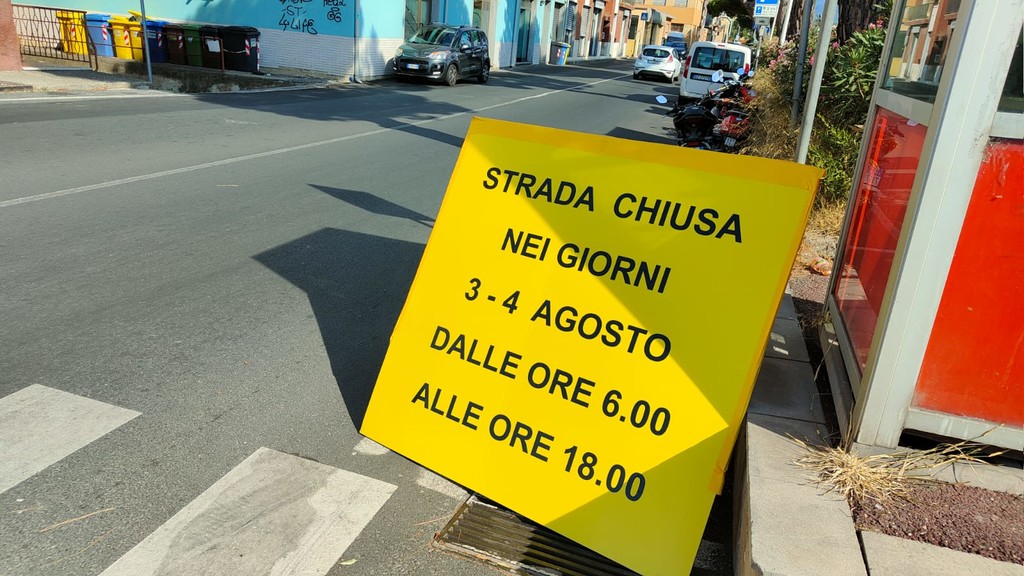 STRADA CHIUSA
NEI GIORNI
3 - 4 AGOSTO
DALLE ORE 6.00
ALLE ORE 18.00